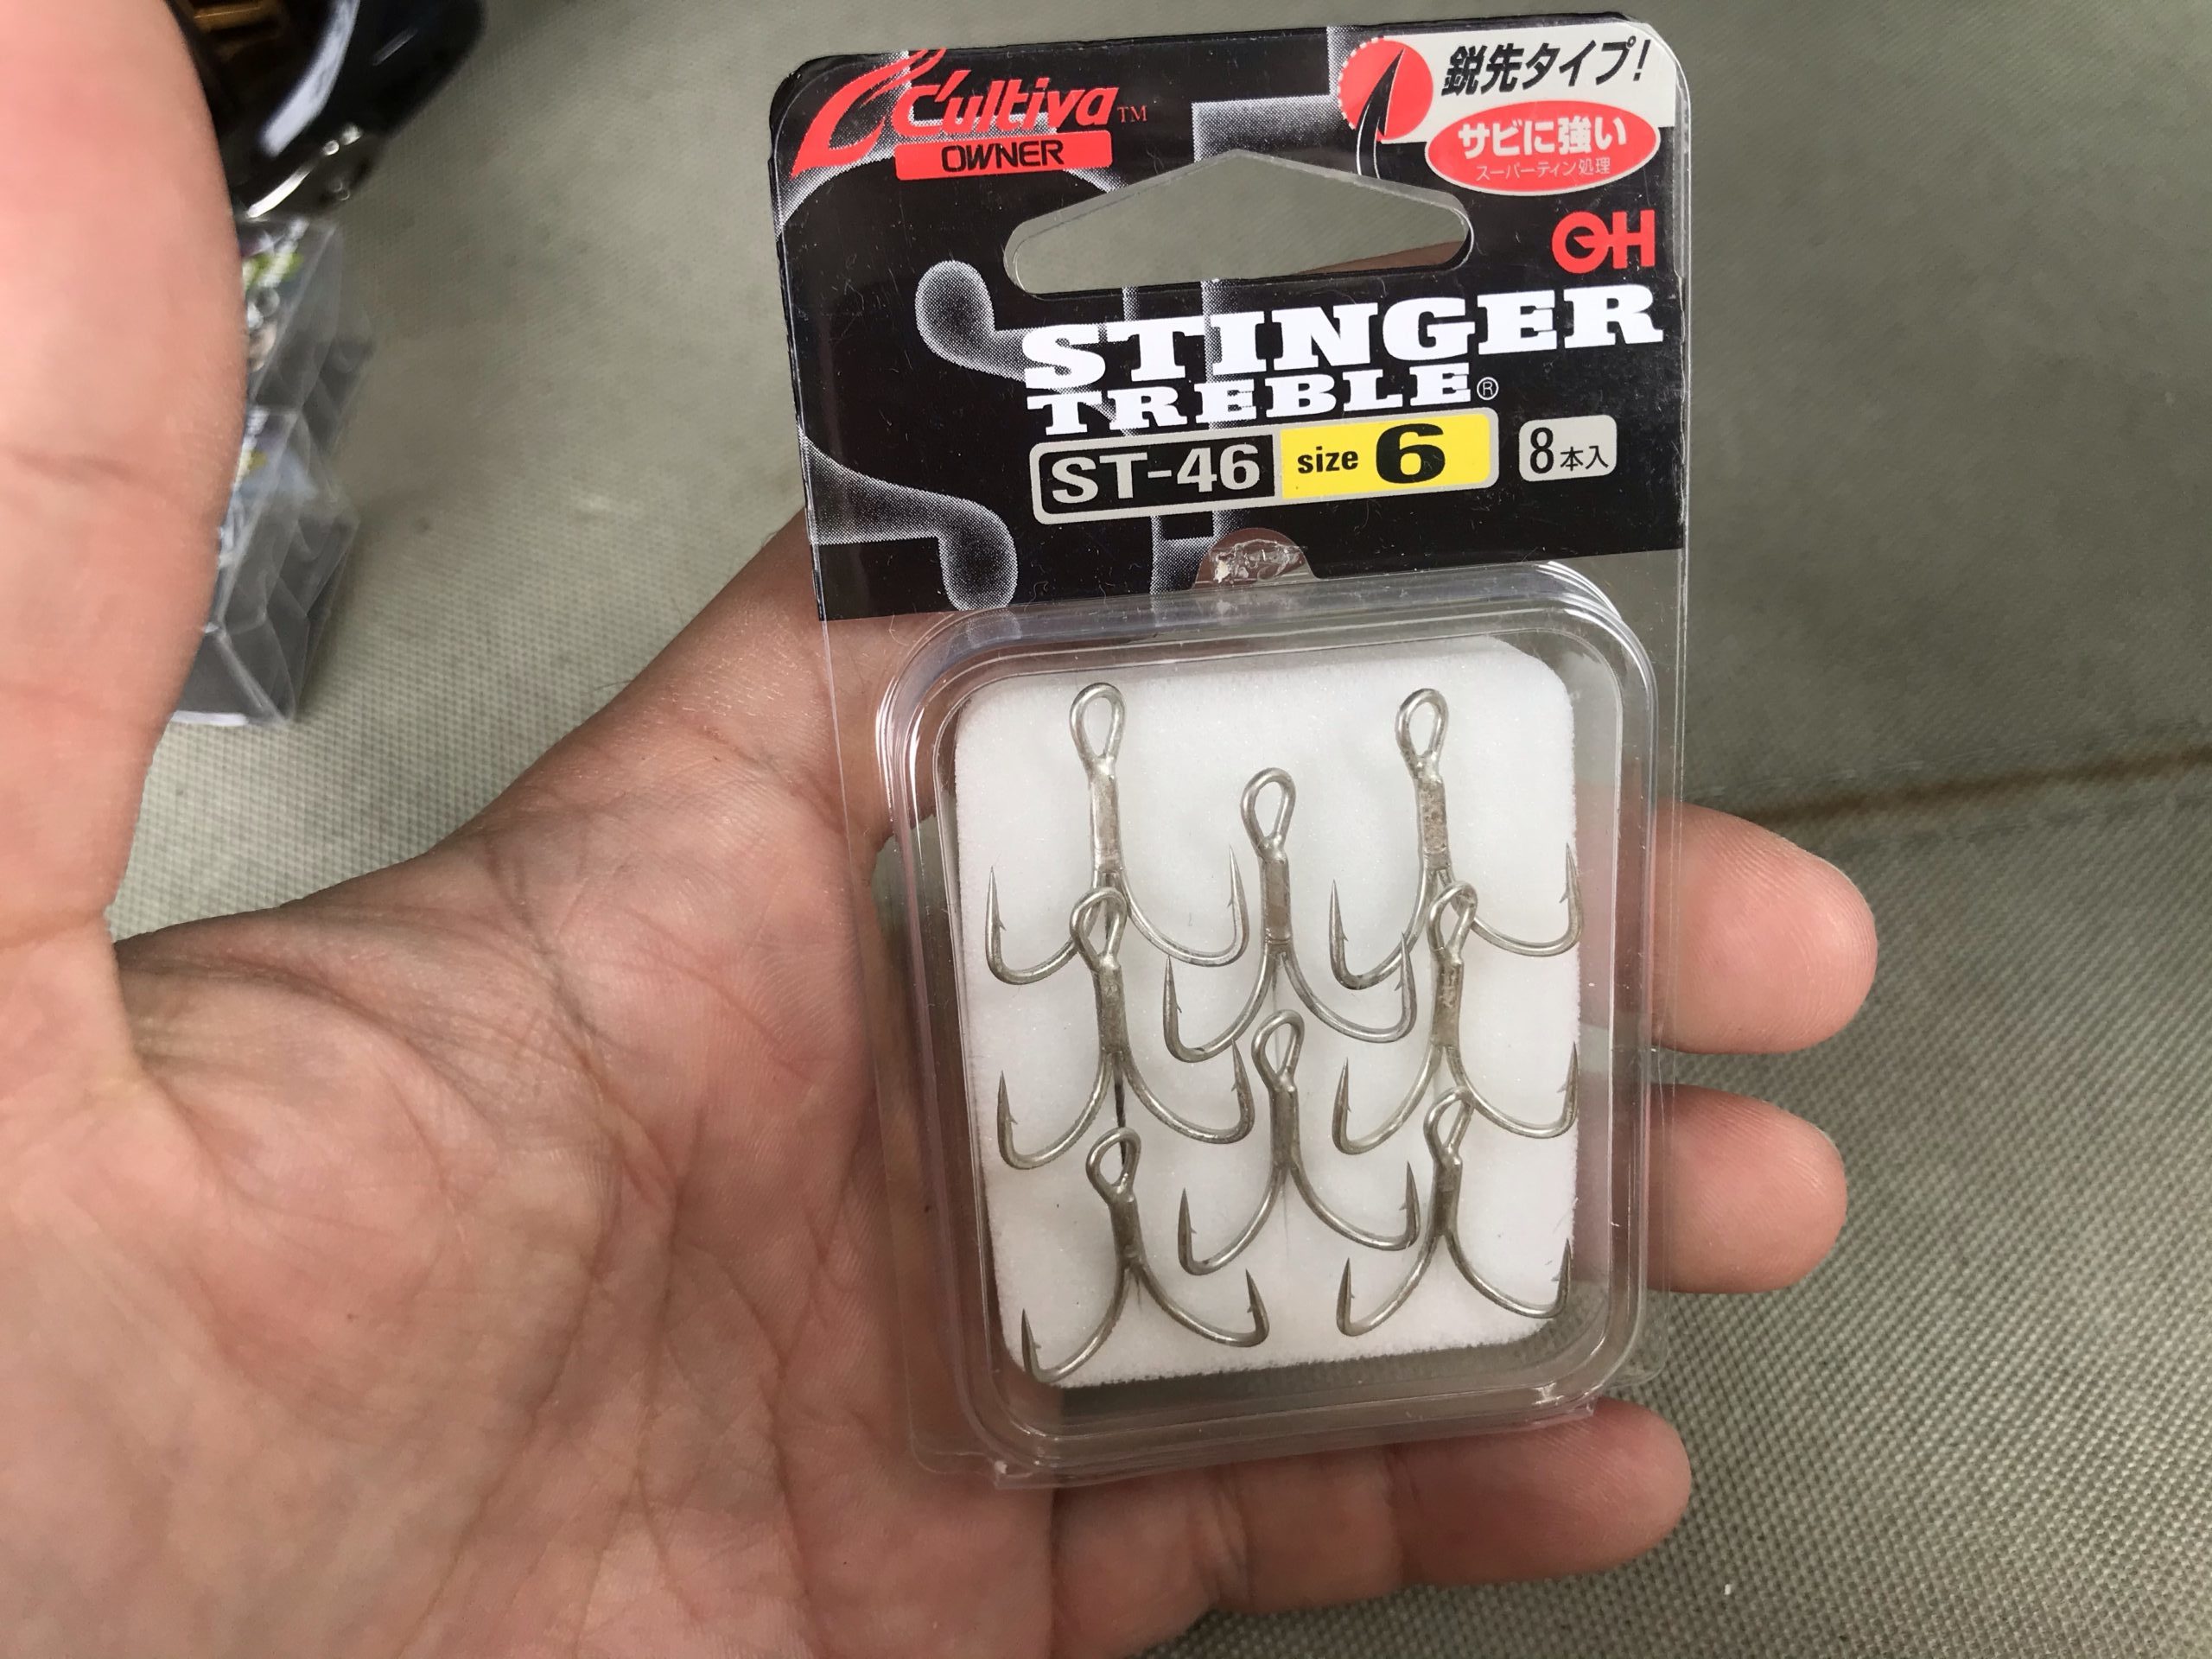 C'ultiva™
OWNER
鋭先タイプ!
サビに強い
スーパーティン処理
OH
STINGER
TREBLE®
ST-46 size 6 8本入